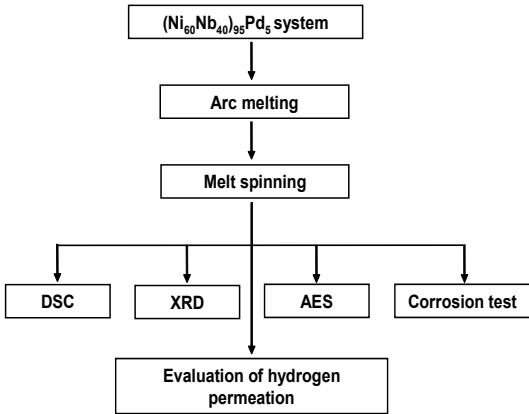 (Ni₆₀Nb₄₀)₉₅Pd₅ system
Arc melting
Melt spinning
DSC
XRD
AES
Corrosion test
Evaluation of hydrogen
permeation